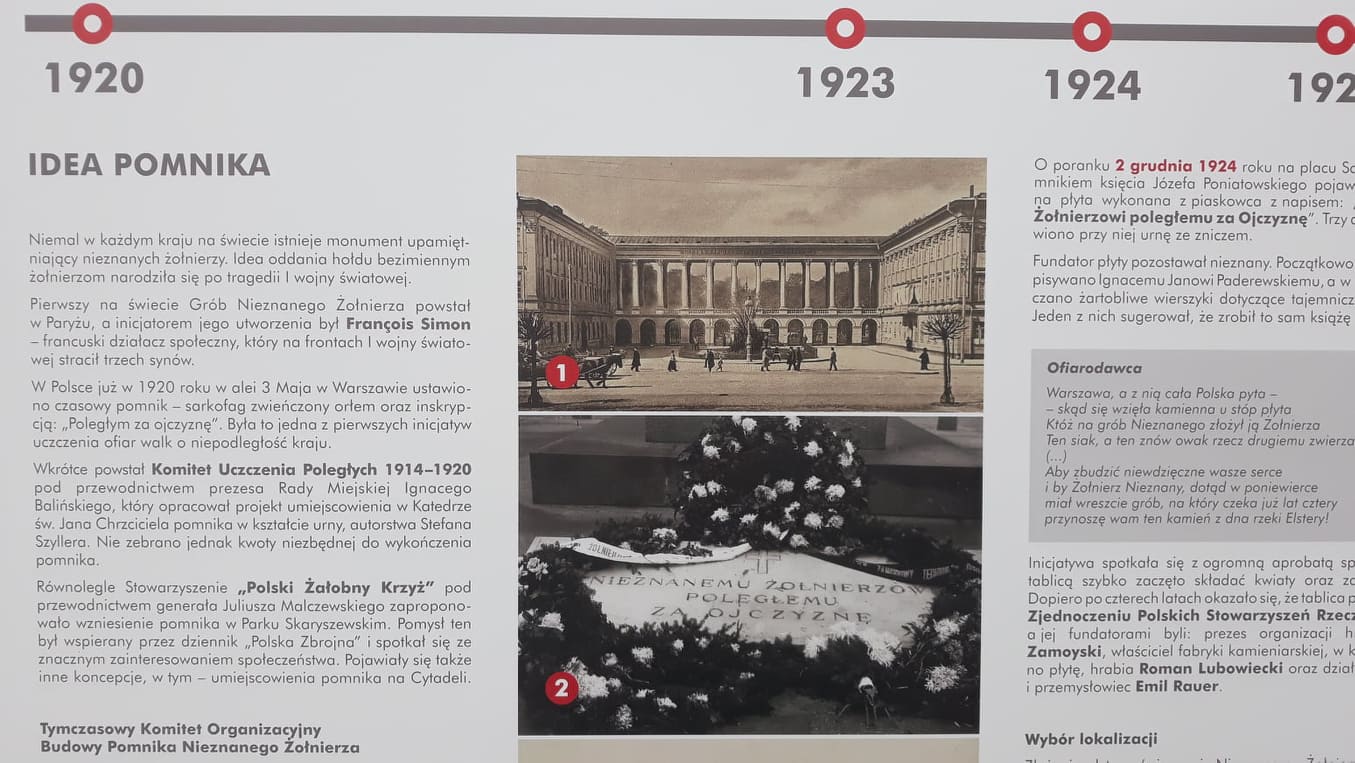 1920
1923
1924
192
IDEA POMNIKA
Niemal w każdym kraju na świecie istnieje monument upamięt-
niający nieznanych żołnierzy. Idea oddania hołdu bezimiennym
żołnierzom narodziła się po tragedii I wojny światowej.
Pierwszy na świecie Grób Nieznanego Żołnierza powstał
w Paryżu, a inicjatorem jego utworzenia był François Simon
– francuski działacz społeczny, który na frontach I wojny świato-
wej stracił trzech synów.
W Polsce już w 1920 roku w alei 3 Maja w Warszawie ustawio-
no czasowy pomnik – sarkofag zwieńczony orłem oraz inskryp-
cją: „Poległym za ojczyznę”. Była to jedna z pierwszych inicjatyw
uczczenia ofiar walk o niepodległość kraju.
Wkrótce powstał Komitet Uczczenia Poległych 1914–1920
pod przewodnictwem prezesa Rady Miejskiej Ignacego
Balińskiego, który opracował projekt umiejscowienia w Katedrze
św. Jana Chrzciciela pomnika w kształcie urny, autorstwa Stefana
Szyllera. Nie zebrano jednak kwoty niezbędnej do wykończenia
pomnika.
Równolegle Stowarzyszenie „Polski Żałobny Krzyż” pod
przewodnictwem generała Juliusza Malczewskiego zapropono-
wało wzniesienie pomnika w Parku Skaryszewskim. Pomysł ten
był wspierany przez dziennik „Polska Zbrojna” i spotkał się ze
znacznym zainteresowaniem społeczeństwa. Pojawiały się także
inne koncepcje, w tym – umiejscowienia pomnika na Cytadeli.
Tymczasowy Komitet Organizacyjny
Budowy Pomnika Nieznanego Żołnierza
1
NIEZNANEMU ŻOŁNIERZOW
POLEGŁEMU
ZA OJCZYZNĘ
2
O poranku 2 grudnia 1924 roku na placu Sa
mnikiem księcia Józefa Poniatowskiego pojaw
na płyta wykonana z piaskowca z napisem: „
Żołnierzowi poległemu za Ojczyznę”. Trzy d
wiono przy niej urnę ze zniczem.
Fundator płyty pozostawał nieznany. Początkowo
pisywano Ignacemu Janowi Paderewskiemu, a w
czano żartobliwe wierszyki dotyczące tajemnicz
Jeden z nich sugerował, że zrobił to sam książę
Ofiarodawca
Warszawa, a z nią cała Polska pyta –
– skąd się wzięła kamienna u stóp płyta
Któż na grób Nieznanego złożył ją Żołnierza
Ten siak, a ten znów owak rzecz drugiemu zwierza
(...)
Aby zbudzić niewdzięczne wasze serce
i by Żołnierz Nieznany, dotąd w poniewierce
miał wreszcie grób, na który czeka już lat cztery
przynoszę wam ten kamień z dna rzeki Elstery!
Inicjatywa spotkała się z ogromną aprobatą sp
tablicą szybko zaczęto składać kwiaty oraz za
Dopiero po czterech latach okazało się, że tablica p
Zjednoczeniu Polskich Stowarzyszeń Rzecz
a jej fundatorami byli: prezes organizacji h
Zamoyski, właściciel fabryki kamieniarskiej, w k
no płytę, hrabia Roman Lubowiecki oraz dział
i przemysłowiec Emil Rauer.
Wybór lokalizacji